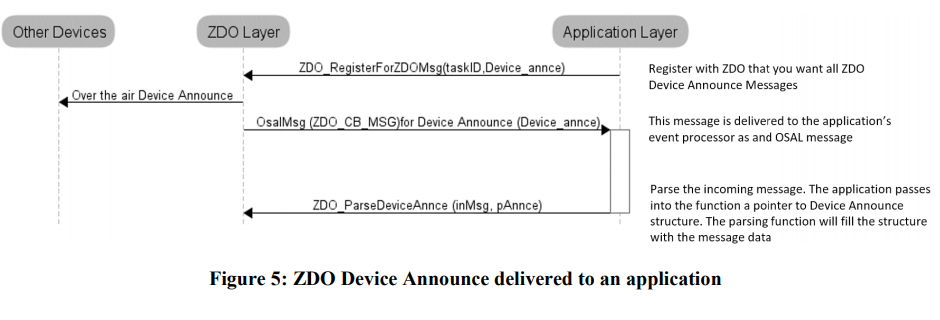 Other Devices
ZDO Layer
Application Layer
ZDO_RegisterForZDOMsg(taskID,Device_annce)
Register with ZDO that you want all ZDO
Device Announce Messages
Over the air Device Announce
OsalMsg (ZDO_CB_MSG)for Device Announce (Device_annce)
This message is delivered to the application's
event processor as and OSAL message
ZDO_ParseDeviceAnnce (inMsg, pAnnce)
Parse the incoming message. The application passes
into the function a pointer to Device Announce
structure. The parsing function will fill the structure
with the message data
Figure 5: ZDO Device Announce delivered to an application